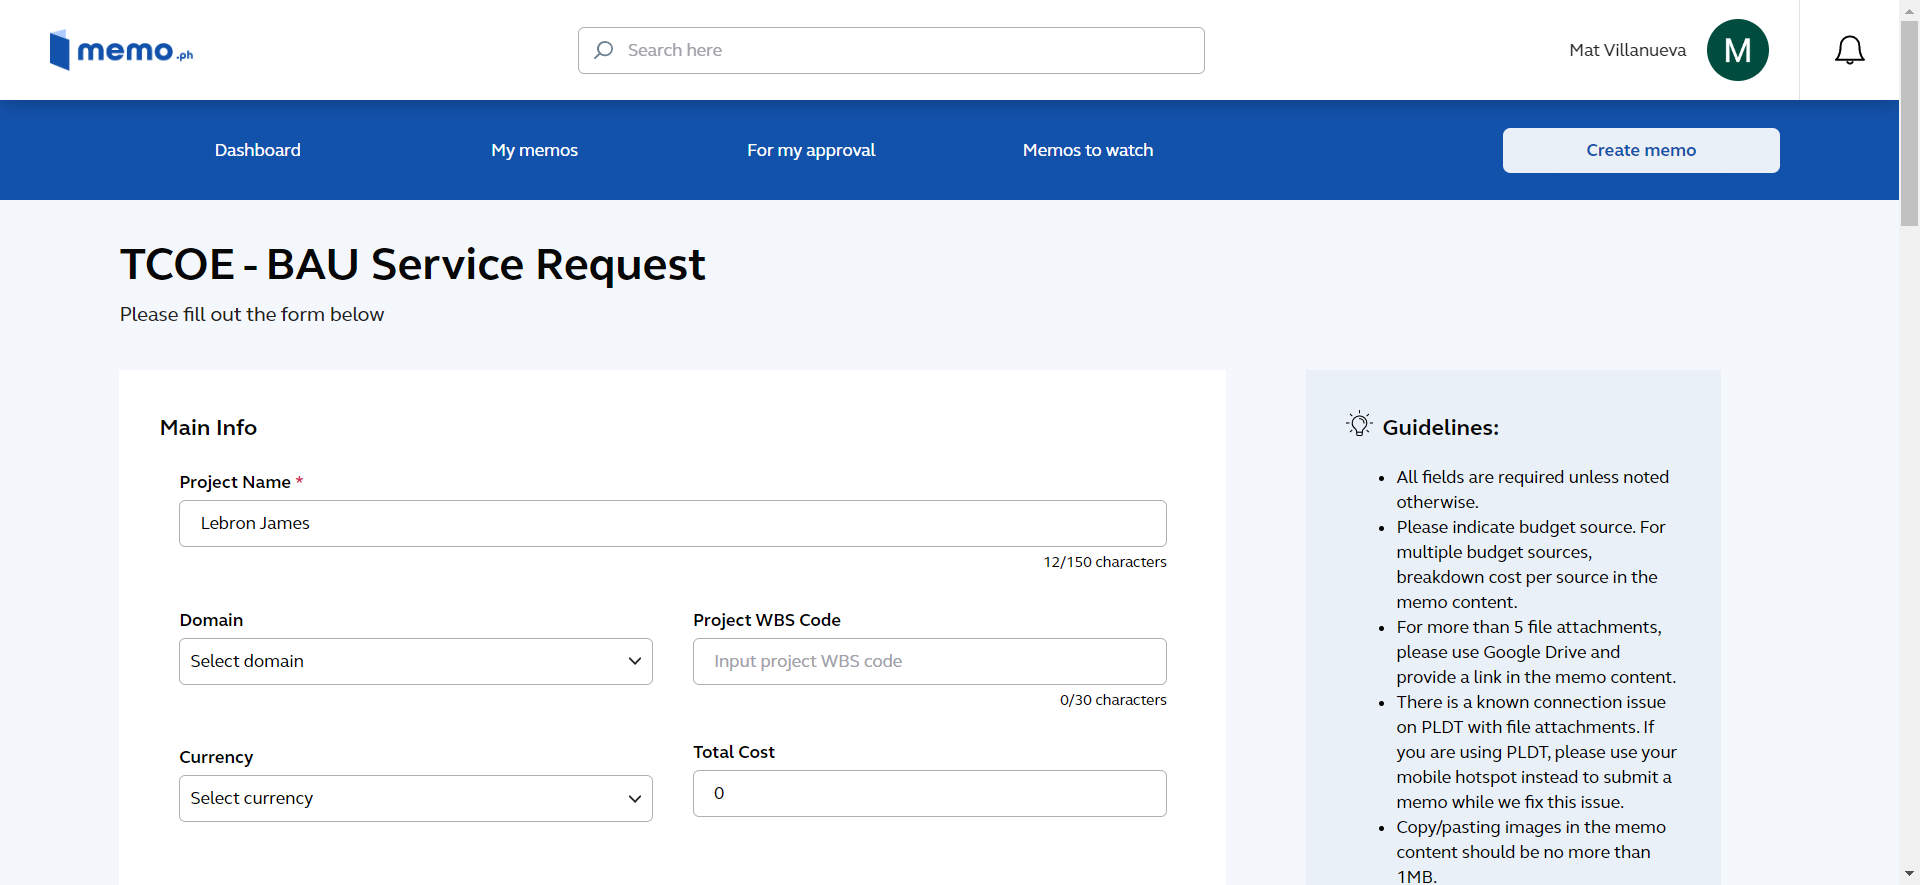 memo.ph
Search here
Mat Villanueva
M
Dashboard
My memos
For my approval
Memos to watch
Create memo
TCOE - BAU Service Request
Please fill out the form below
Main Info
Project Name *
Lebron James
12/150 characters
Domain
Select domain
Project WBS Code
Input project WBS code
0/30 characters
Currency
Select currency
Total Cost
0
Guidelines:
• All fields are required unless noted
otherwise.
• Please indicate budget source. For
multiple budget sources,
breakdown cost per source in the
memo content.
• For more than 5 file attachments,
please use Google Drive and
provide a link in the memo content.
• There is a known connection issue
on PLDT with file attachments. If
you are using PLDT, please use your
mobile hotspot instead to submit a
memo while we fix this issue.
• Copy/pasting images in the memo
content should be no more than
1MB.